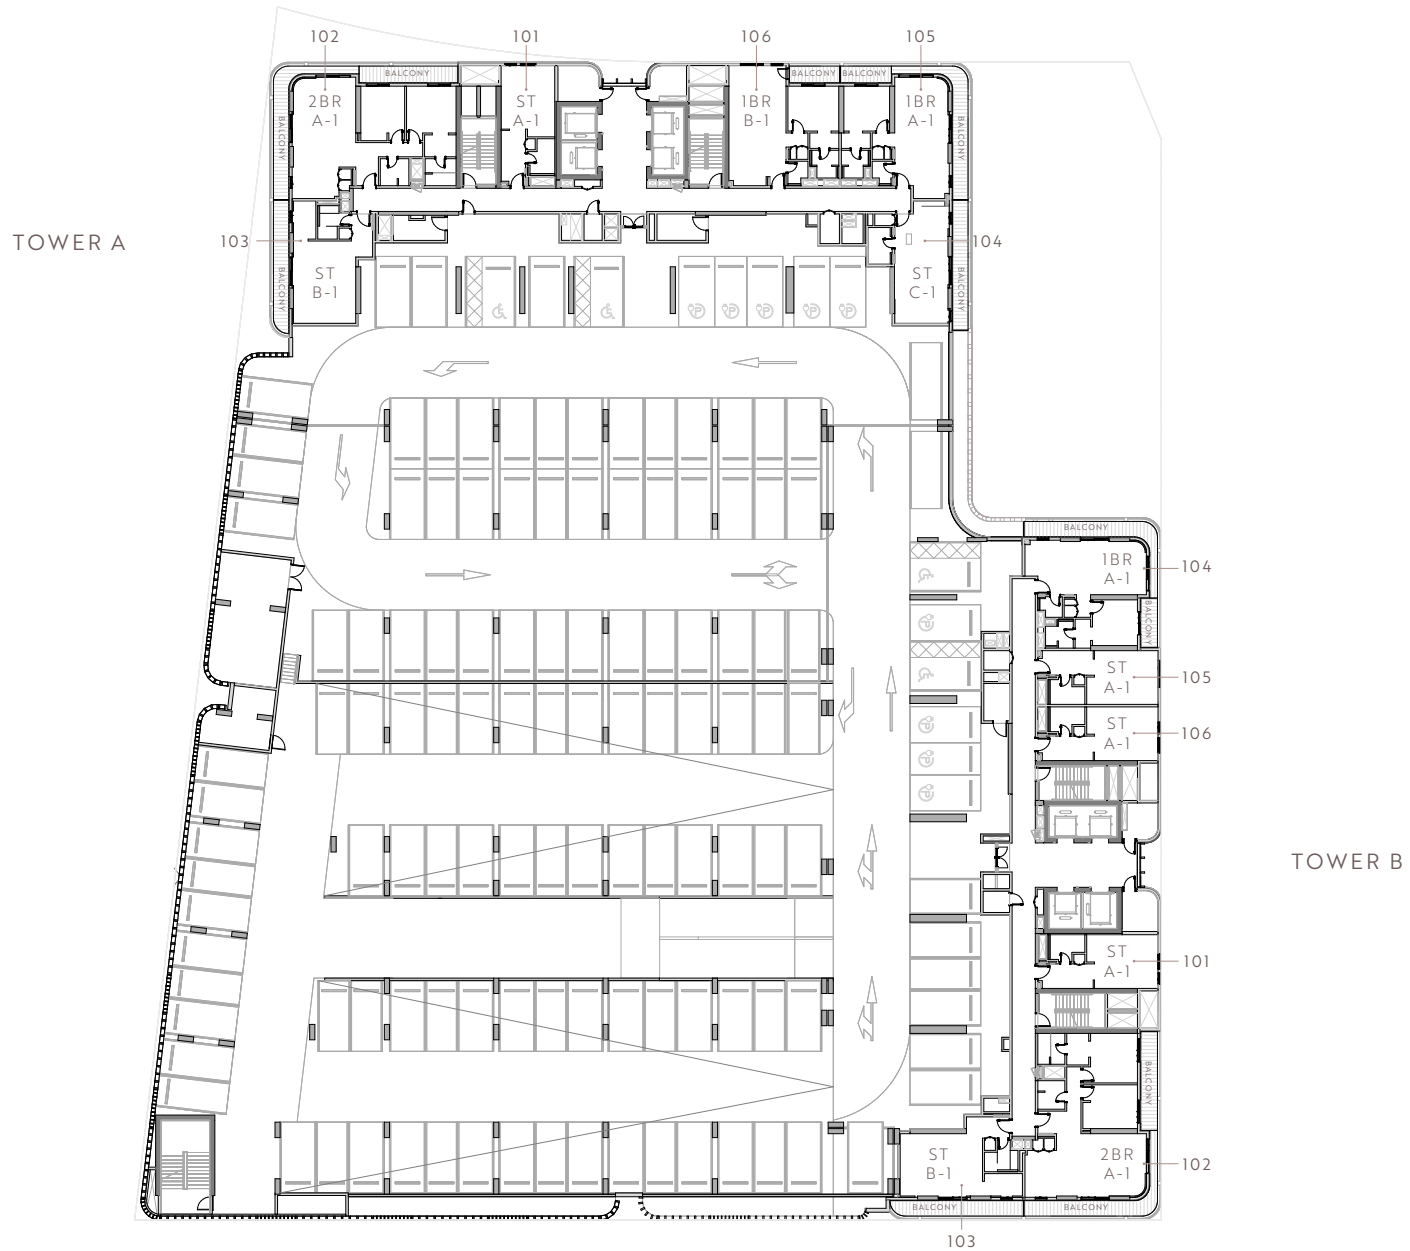 102
101
106
105
BALCONY
BALCONY
BALCONY
2BR
A-1
ST
A-1
1BR
B-1
1BR
A-1
BALCONY
BALCONY
TOWER A
103
104
ST
B-1
ST
C-1
BALCONY
BALCONY
BALCONY
1BR
A-1
104
BALCONY
ST
A-1
105
ST
A-1
106
TOWER B
ST
A-1
101
BALCONY
ST
B-1
2BR
A-1
102
BALCONY
BALCONY
103